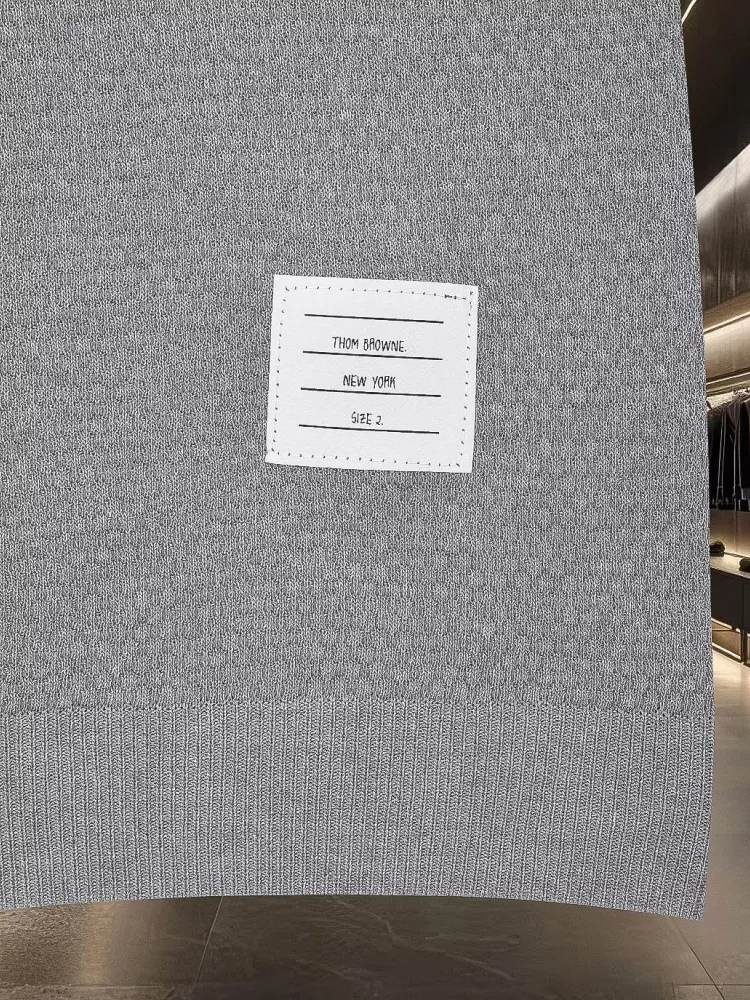 THOM BROWNE.
NEW YORK
SIZE 2.